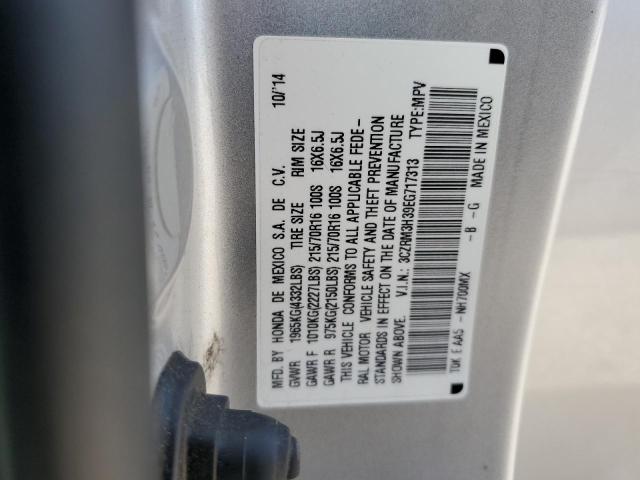 MFD. BY HONDA DE MEXICO S.A. DE C.V. 10/'14
GVWR 1965KG(4332LBS) TIRE SIZE RIM SIZE
GAWR F 1010KG(2227LBS) 215/70R16 100S 16X6.5J
GAWR R 975KG(2150LBS) 215/70R16 100S 16X6.5J
THIS VEHICLE CONFORMS TO ALL APPLICABLE FEDE-
RAL MOTOR VEHICLE SAFETY AND THEFT PREVENTION
STANDARDS IN EFFECT ON THE DATE OF MANUFACTURE
SHOWN ABOVE. V.I.N.: 3CZRM3H39EG717313 TYPE:MPV
E AA5 -NH700MX -B -G MADE IN MEXICO